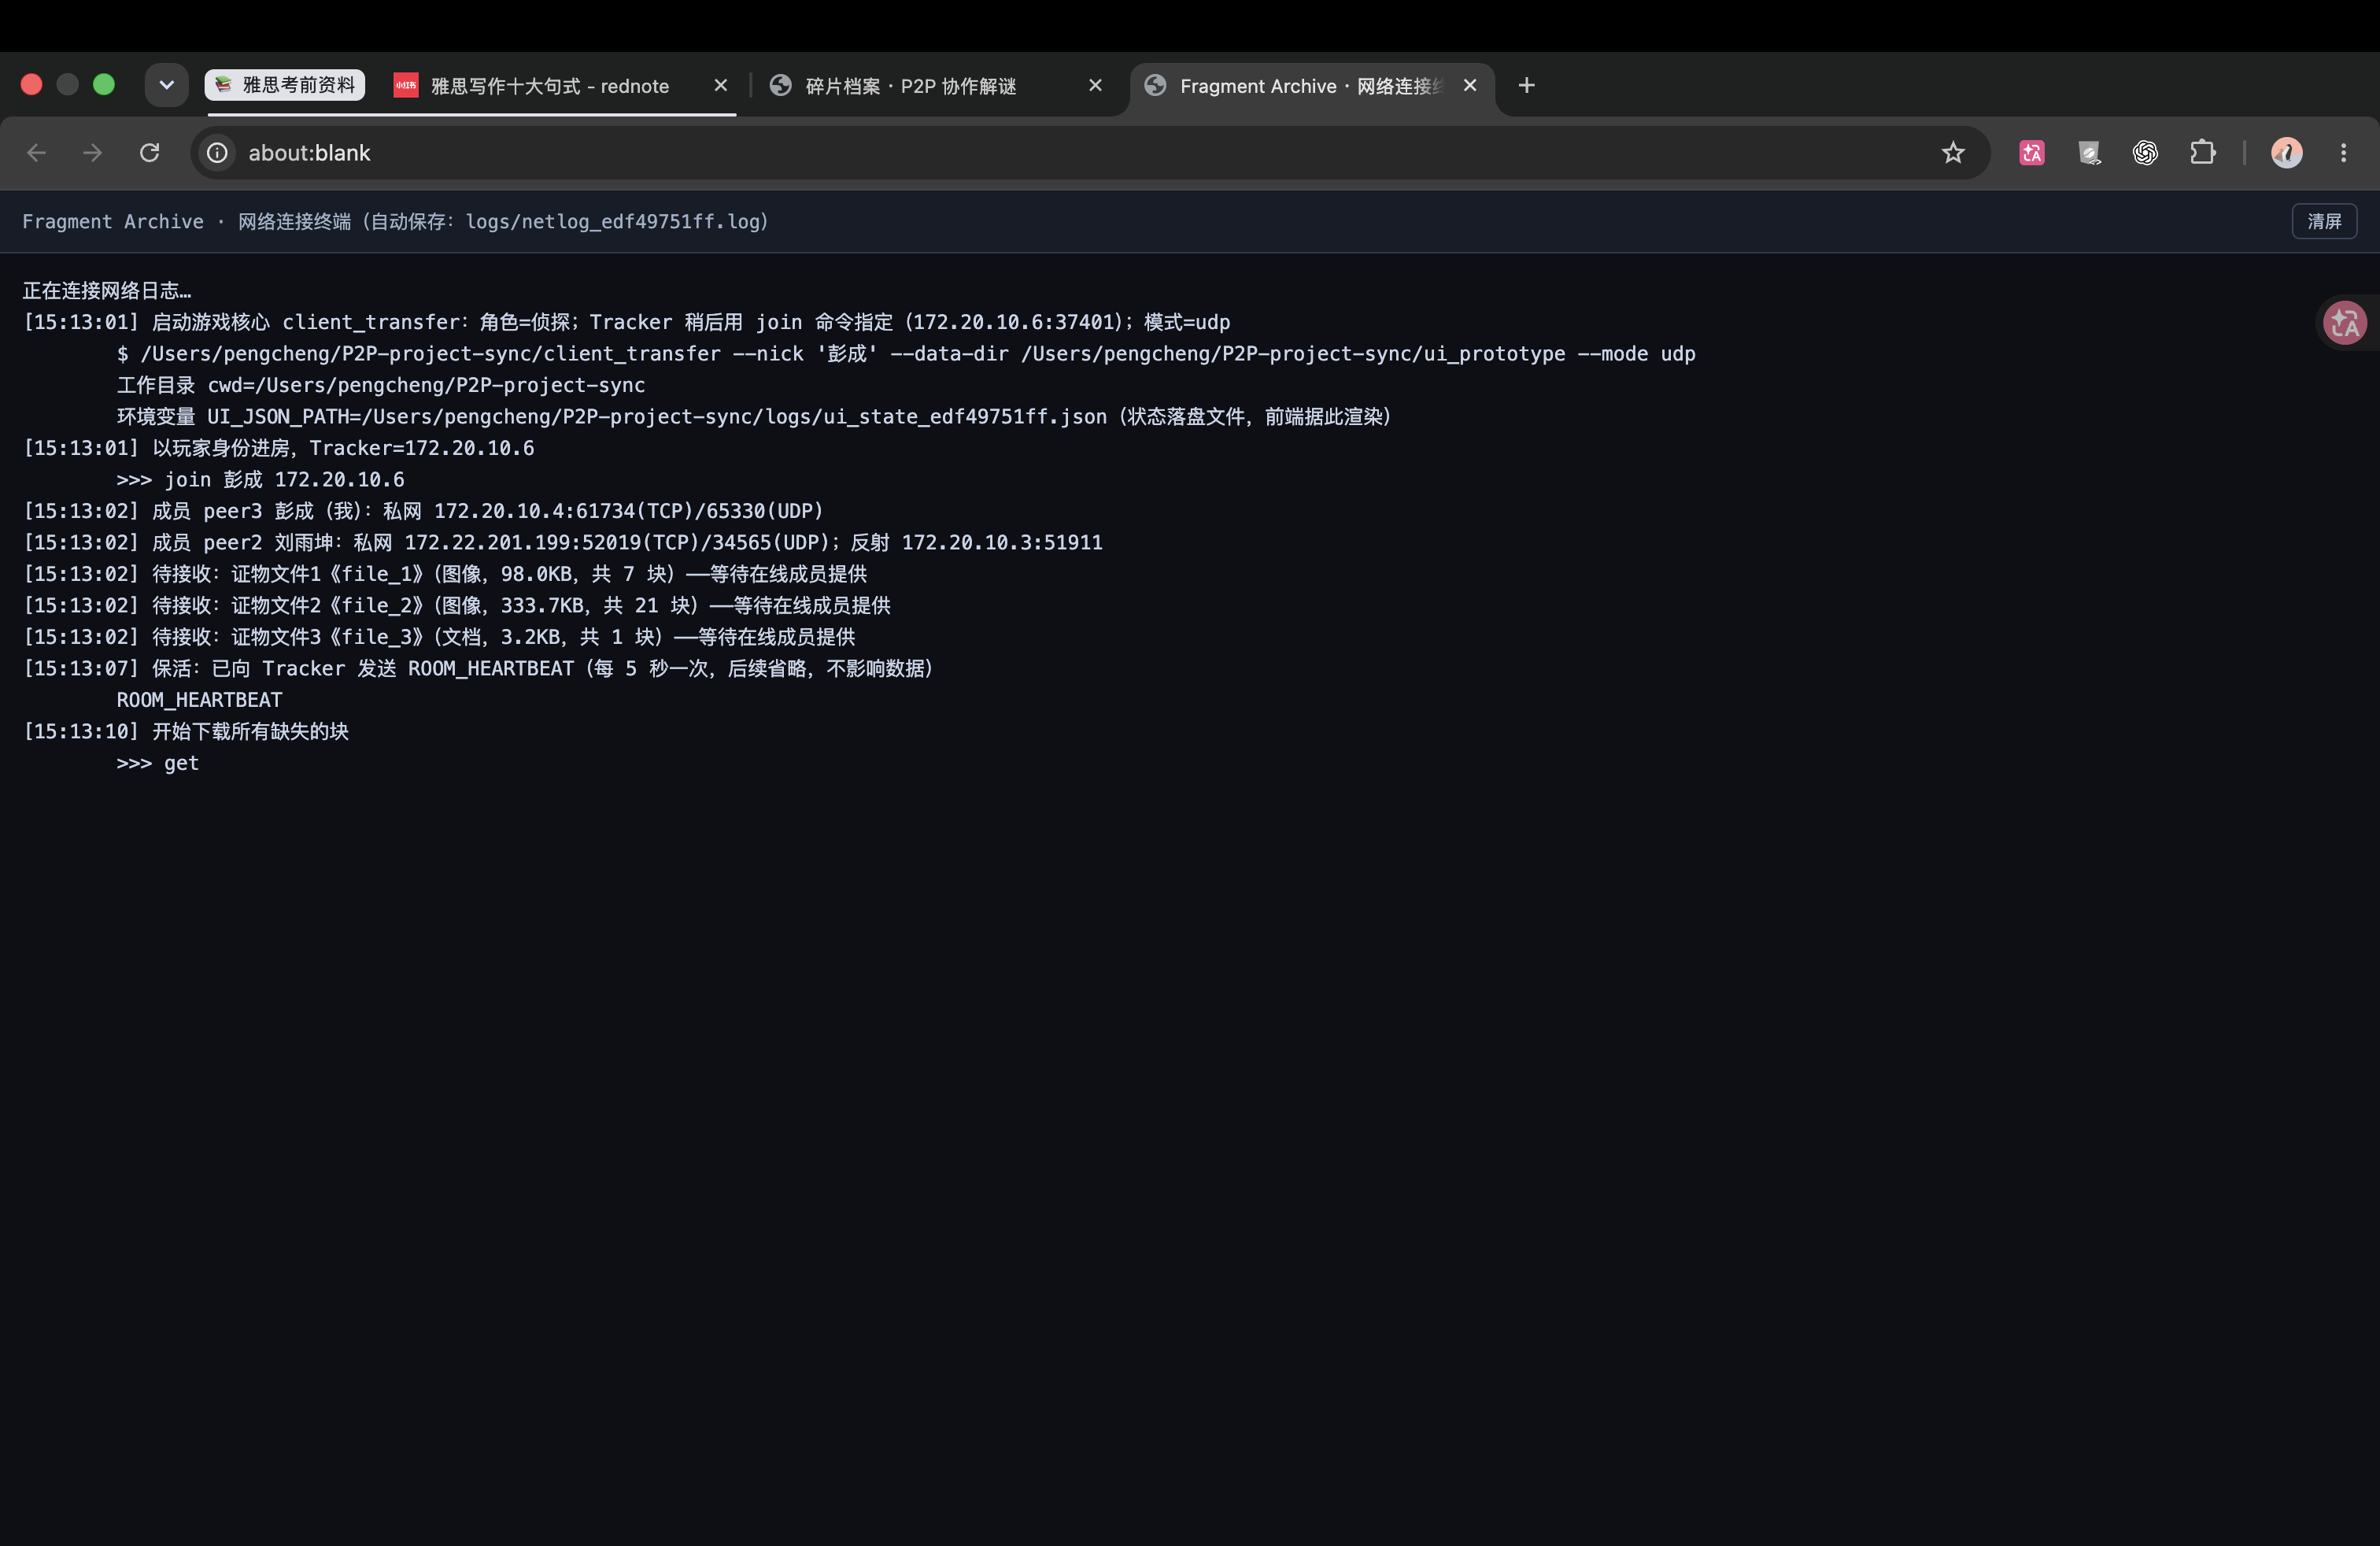 雅思考前资料
雅思写作十大句式 - rednote
碎片档案 · P2P 协作解谜
Fragment Archive · 网络连接
about:blank
Fragment Archive · 网络连接终端（自动保存：logs/netlog_edf49751ff.log）
清屏
正在连接网络日志…
[15:13:01] 启动游戏核心 client_transfer：角色=侦探；Tracker 稍后用 join 命令指定（172.20.10.6:37401）；模式=udp
$ /Users/pengcheng/P2P-project-sync/client_transfer --nick '彭成' --data-dir /Users/pengcheng/P2P-project-sync/ui_prototype --mode udp
工作目录 cwd=/Users/pengcheng/P2P-project-sync
环境变量 UI_JSON_PATH=/Users/pengcheng/P2P-project-sync/logs/ui_state_edf49751ff.json（状态落盘文件，前端据此渲染）
[15:13:01] 以玩家身份进房，Tracker=172.20.10.6
>>> join 彭成 172.20.10.6
[15:13:02] 成员 peer3 彭成（我）：私网 172.20.10.4:61734(TCP)/65330(UDP)
[15:13:02] 成员 peer2 刘雨坤：私网 172.22.201.199:52019(TCP)/34565(UDP)；反射 172.20.10.3:51911
[15:13:02] 待接收：证物文件1《file_1》（图像，98.0KB，共 7 块）——等待在线成员提供
[15:13:02] 待接收：证物文件2《file_2》（图像，333.7KB，共 21 块）——等待在线成员提供
[15:13:02] 待接收：证物文件3《file_3》（文档，3.2KB，共 1 块）——等待在线成员提供
[15:13:07] 保活：已向 Tracker 发送 ROOM_HEARTBEAT（每 5 秒一次，后续省略，不影响数据）
ROOM_HEARTBEAT
[15:13:10] 开始下载所有缺失的块
>>> get